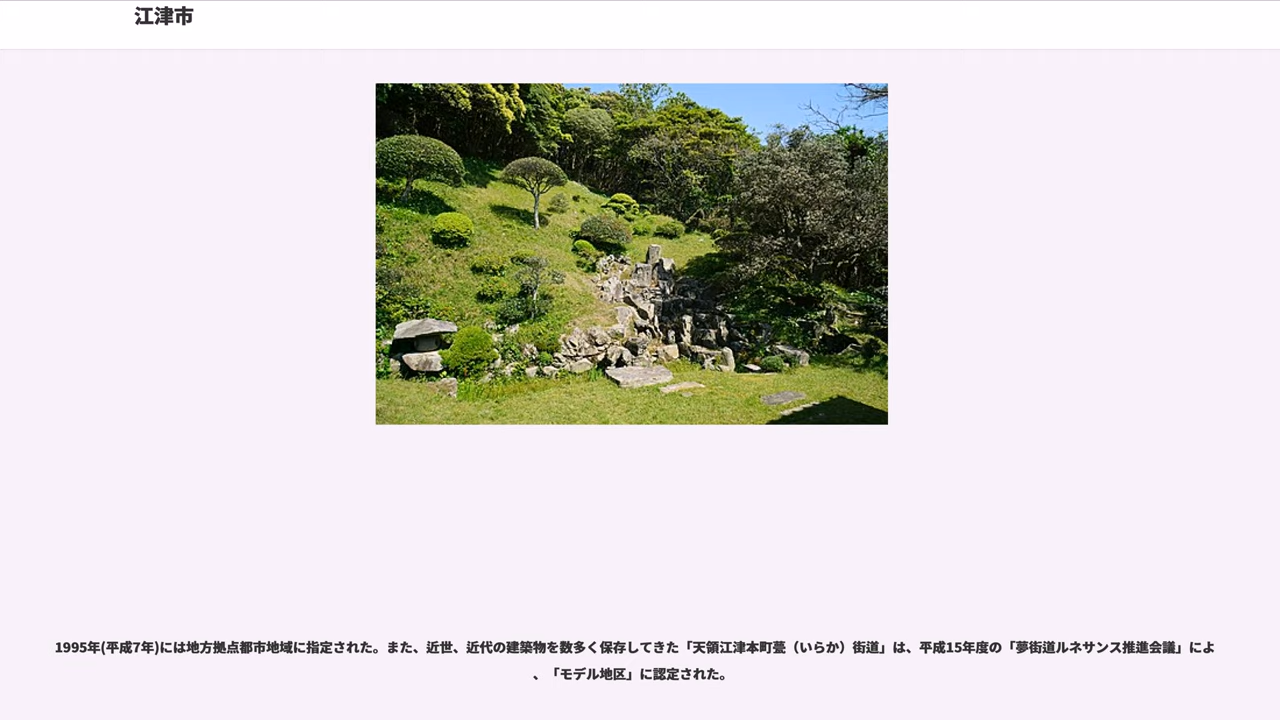 江津市
1995年(平成7年)には地方拠点都市地域に指定された。また、近世、近代の建築物を数多く保存してきた「天領江津本町甍（いらか）街道」は、平成15年度の「夢街道ルネサンス推進会議」によ
、「モデル地区」に認定された。